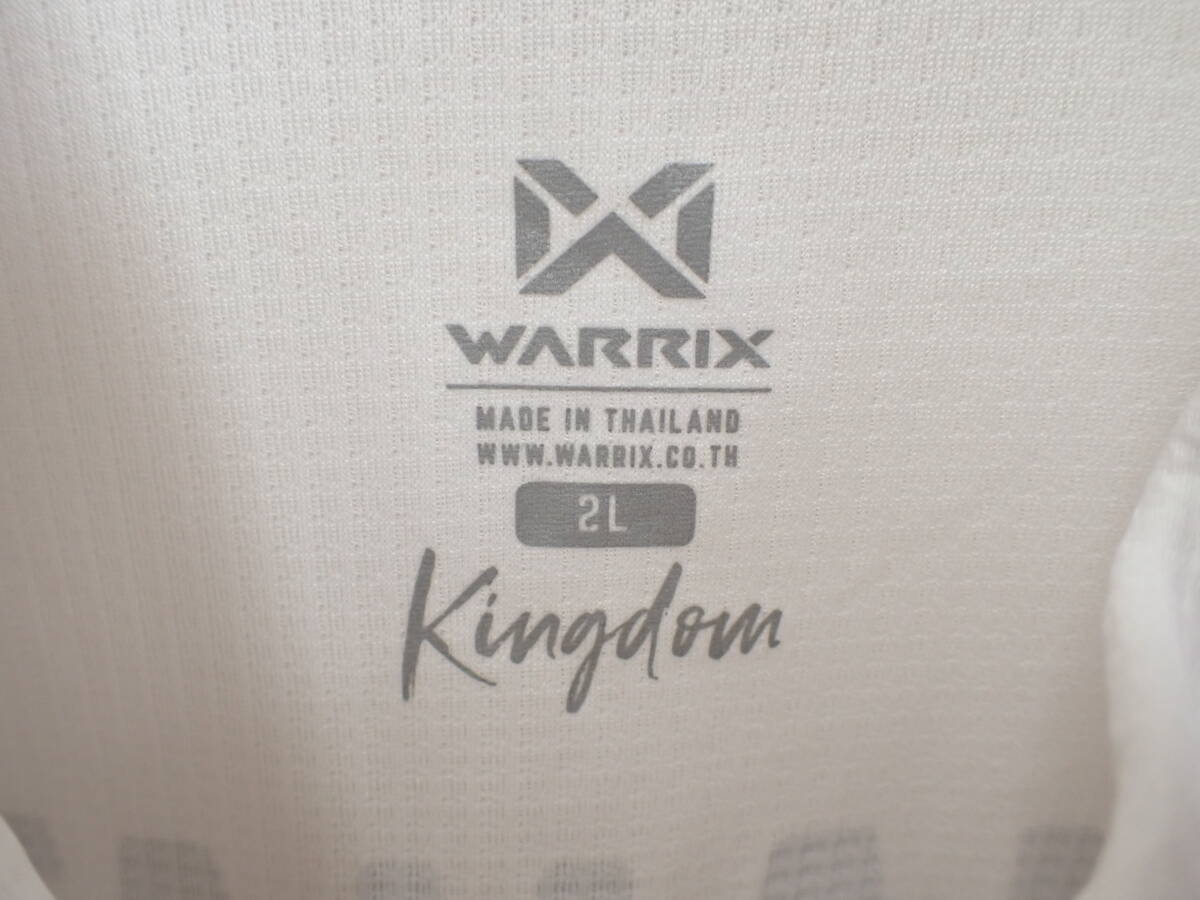 WARRIX
MADE IN THAILAND
WWW.WARRIX.CO.TH
2L
Kingdom